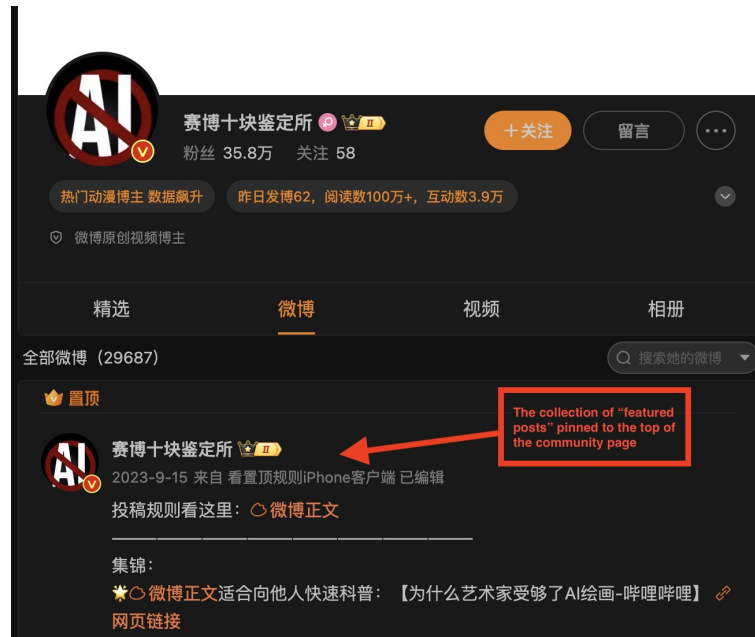 AI
赛博十块鉴定所 II
粉丝 35.8万 关注 58
+关注
留言
热门动漫博主 数据飙升
昨日发博62，阅读数100万+，互动数3.9万
微博原创视频博主
精选
微博
视频
相册
全部微博（29687）
搜索她的微博
置顶
The collection of “featured
posts” pinned to the top of
the community page
AI
赛博十块鉴定所 II
2023-9-15 来自 看置顶规则iPhone客户端 已编辑
投稿规则看这里：微博正文
————————————————
集锦：
微博正文适合向他人快速科普：【为什么艺术家受够了AI绘画-哔哩哔哩】
网页链接